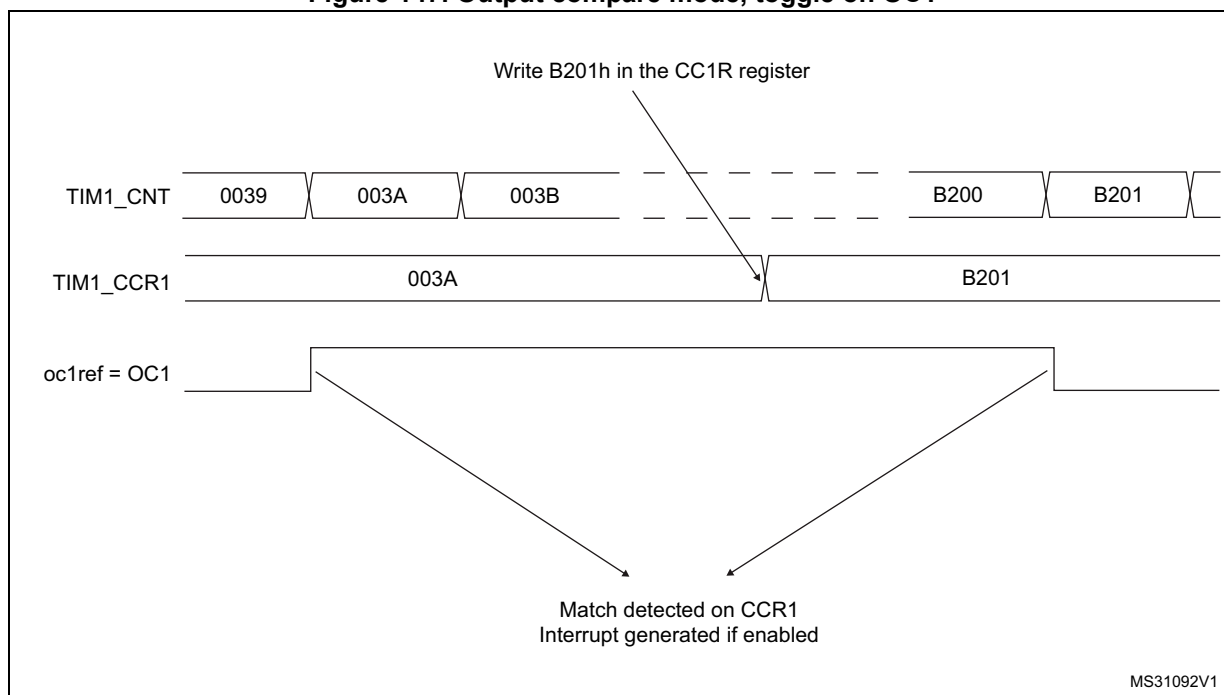 Write B201h in the CC1R register
TIM1_CNT 0039 003A 003B B200 B201
TIM1_CCR1 003A B201
oc1ref = OC1
Match detected on CCR1
Interrupt generated if enabled
MS31092V1